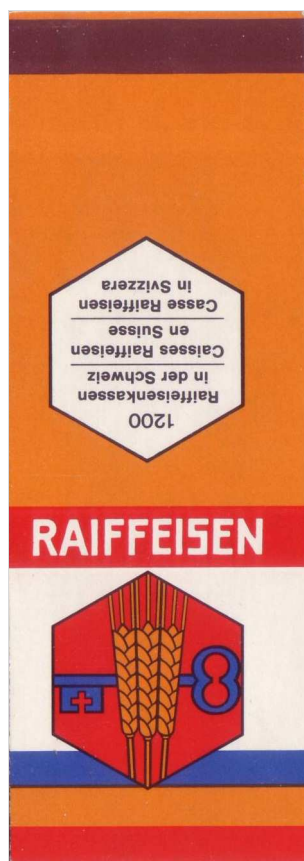 1200
Raiffeisenkassen
in der Schweiz
Caisses Raiffeisen
en Suisse
Casse Raiffeisen
in Svizzera
RAIFFEISEN